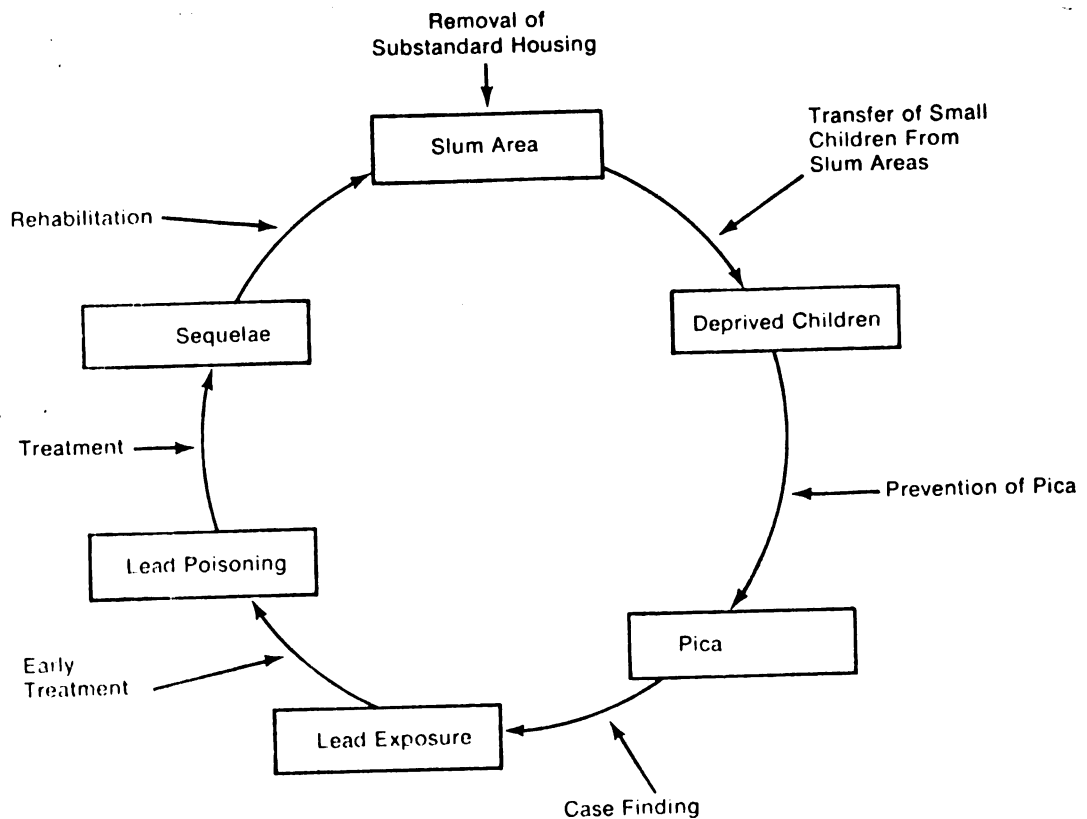 Removal of
Substandard Housing
Slum Area
Transfer of Small
Children From
Slum Areas
Rehabilitation
Sequelae
Deprived Children
Treatment
Prevention of Pica
Lead Poisoning
Pica
Early
Treatment
Lead Exposure
Case Finding